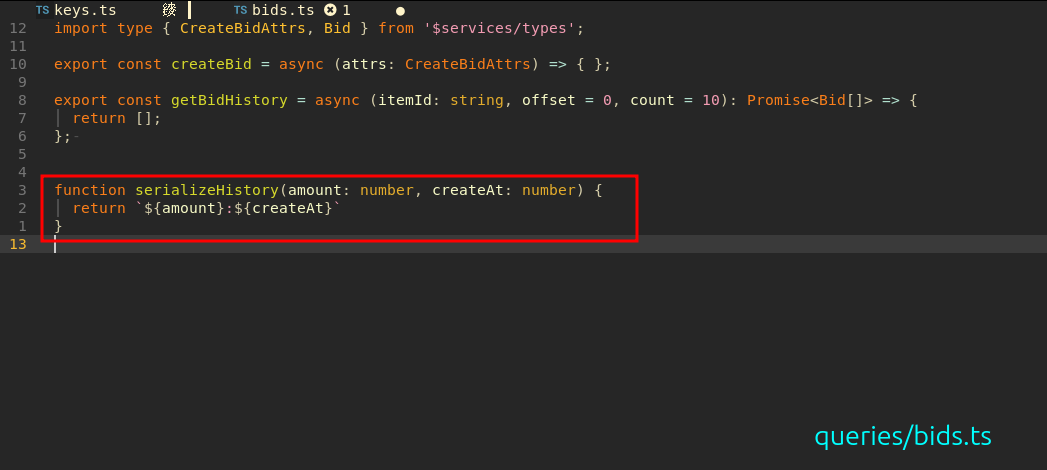 TS keys.ts TS bids.ts 1
12 import type { CreateBidAttrs, Bid } from '$services/types';
11
10 export const createBid = async (attrs: CreateBidAttrs) => { };
9
8 export const getBidHistory = async (itemId: string, offset = 0, count = 10): Promise<Bid[]> => {
7 return [];
6 };-
5
4
3 function serializeHistory(amount: number, createAt: number) {
2 return `${amount}:${createAt}`
1 }
13
queries/bids.ts